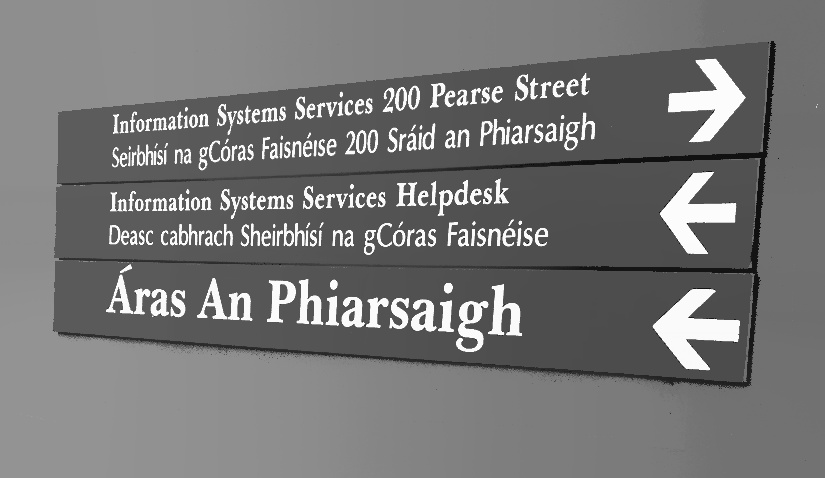 Information Systems Services 200 Pearse Street
Seirbhísí na gCóras Faisnéise 200 Sráid an Phiarsaigh
Information Systems Services Helpdesk
Deasc cabhrach Sheirbhísí na gCóras Faisnéise
Áras An Phiarsaigh